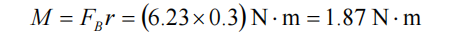 M = F_B r = (6.23×0.3) N·m = 1.87 N·m